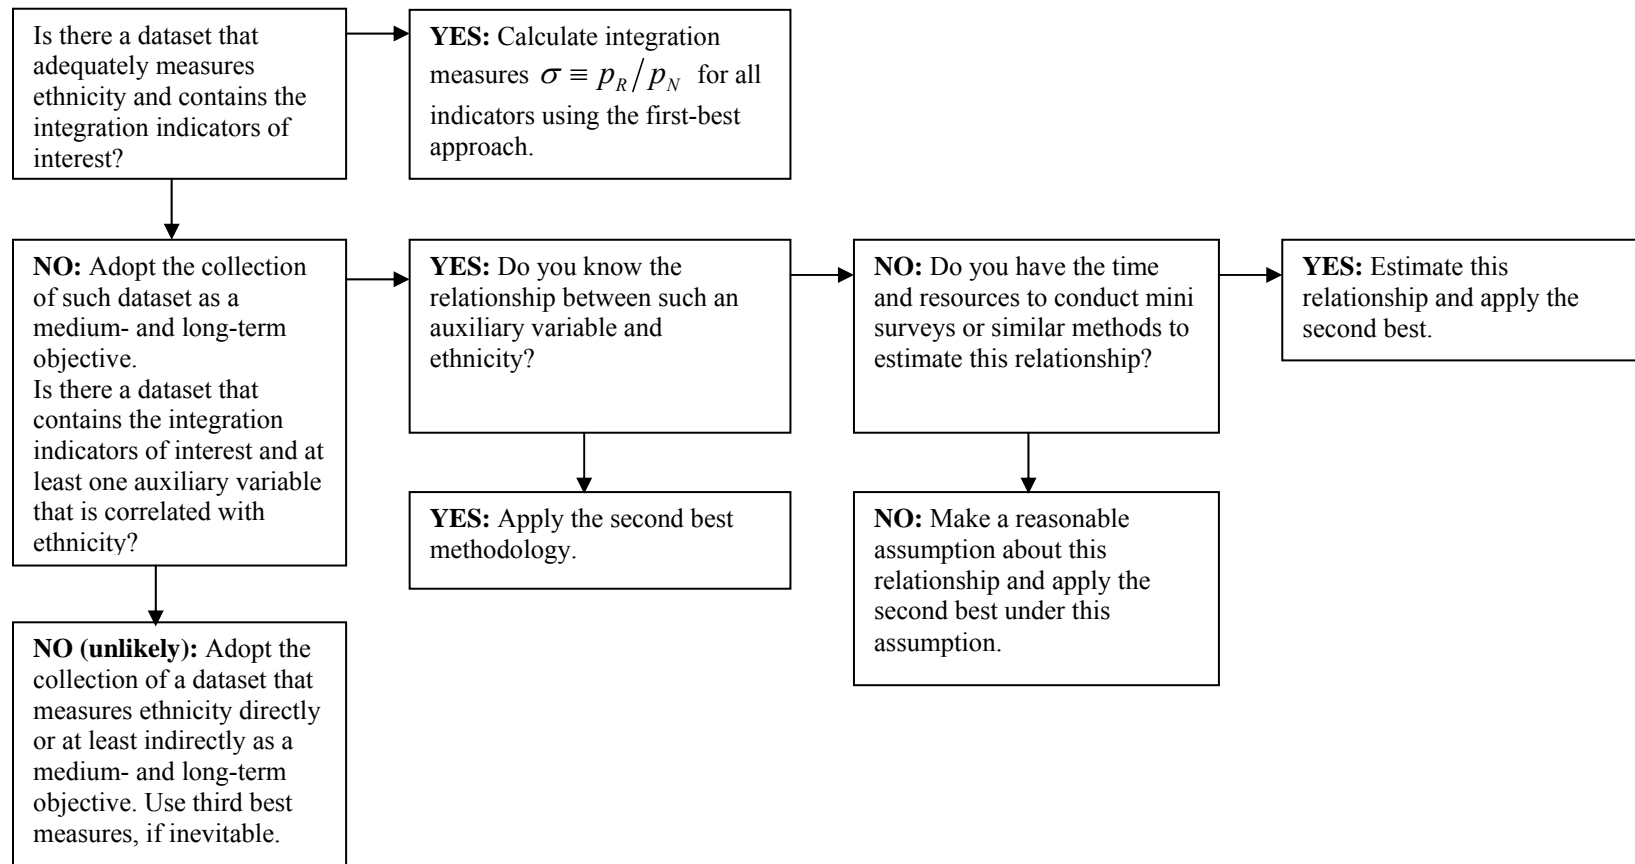 Is there a dataset that
adequately measures
ethnicity and contains the
integration indicators of
interest?
YES: Calculate integration
measures σ ≡ p_R/p_N for all
indicators using the first-best
approach.
NO: Adopt the collection
of such dataset as a
medium- and long-term
objective.
Is there a dataset that
contains the integration
indicators of interest and at
least one auxiliary variable
that is correlated with
ethnicity?
YES: Do you know the
relationship between such an
auxiliary variable and
ethnicity?
NO: Do you have the time
and resources to conduct mini
surveys or similar methods to
estimate this relationship?
YES: Estimate this
relationship and apply the
second best.
YES: Apply the second best
methodology.
NO: Make a reasonable
assumption about this
relationship and apply the
second best under this
assumption.
NO (unlikely): Adopt the
collection of a dataset that
measures ethnicity directly
or at least indirectly as a
medium- and long-term
objective. Use third best
measures, if inevitable.